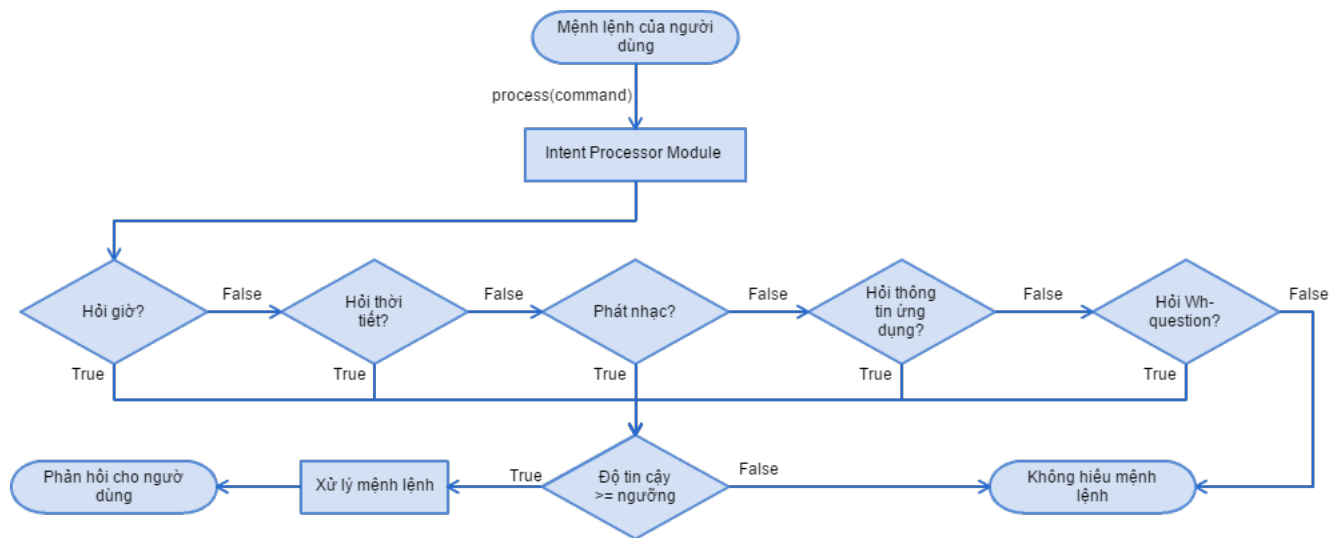 Mệnh lệnh của người
dùng
process(command)
Intent Processor Module
Hỏi giờ?
False
Hỏi thời
tiết?
False
Phát nhạc?
False
Hỏi thông
tin ứng
dụng?
False
Hỏi Wh-
question?
False
True
True
True
True
True
Phản hồi cho ngườ
dùng
Xử lý mệnh lệnh
True
Độ tin cậy
>= ngưỡng
False
Không hiểu mệnh
lệnh